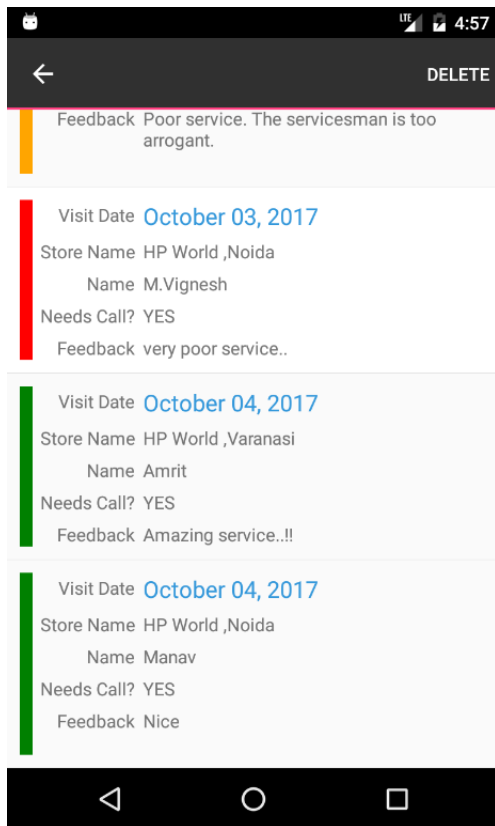 LTE 4:57
DELETE
Feedback Poor service. The servicesman is too
arrogant.
Visit Date October 03, 2017
Store Name HP World ,Noida
Name M.Vignesh
Needs Call? YES
Feedback very poor service..
Visit Date October 04, 2017
Store Name HP World ,Varanasi
Name Amrit
Needs Call? YES
Feedback Amazing service..!!
Visit Date October 04, 2017
Store Name HP World ,Noida
Name Manav
Needs Call? YES
Feedback Nice